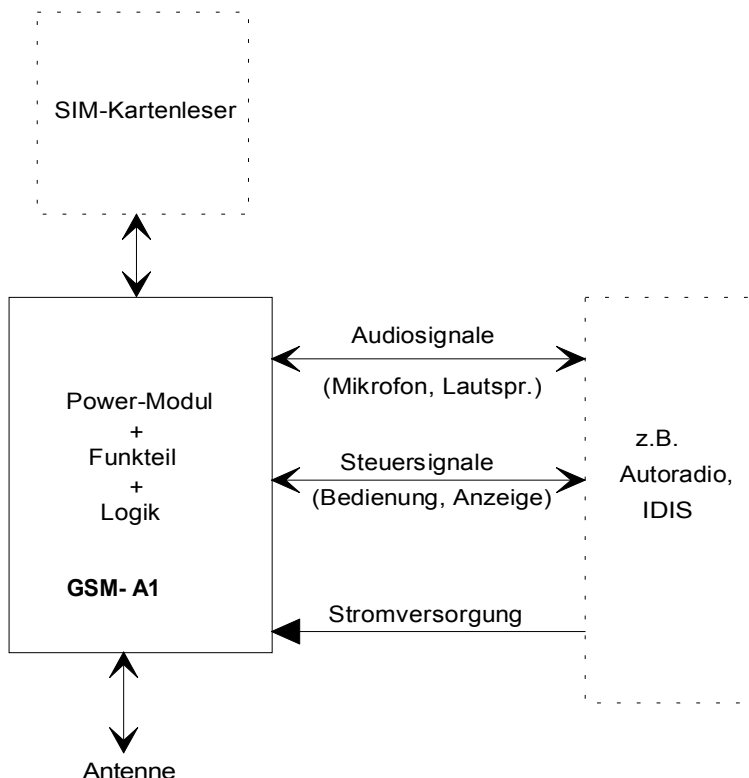 SIM-Kartenleser
Audiosignale
(Mikrofon, Lautspr.)
Power-Modul
+
Funkteil
+
Logik
GSM- A1
Steuersignale
(Bedienung, Anzeige)
z.B.
Autoradio,
IDIS
Stromversorgung
Antenne